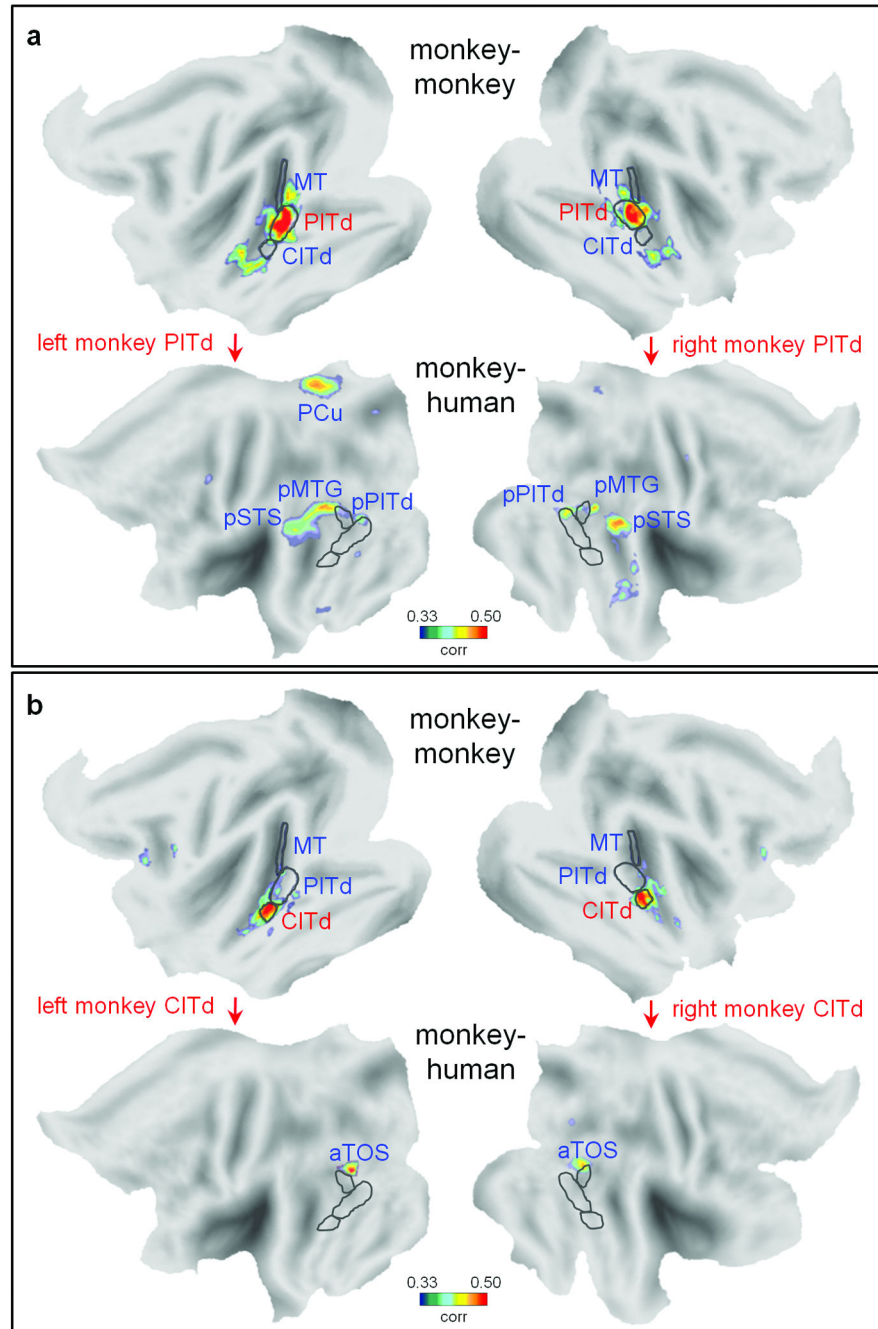 a
monkey-
monkey
MT
PITd
CITd
MT
PITd
CITd
left monkey PITd
right monkey PITd
monkey-
human
PCu
pMTG
pPITd
pSTS
pPITd
pMTG
pSTS
0.33 0.50
corr
b
monkey-
monkey
MT
PITd
CITd
MT
PITd
CITd
left monkey CITd
right monkey CITd
monkey-
human
aTOS
aTOS
0.33 0.50
corr